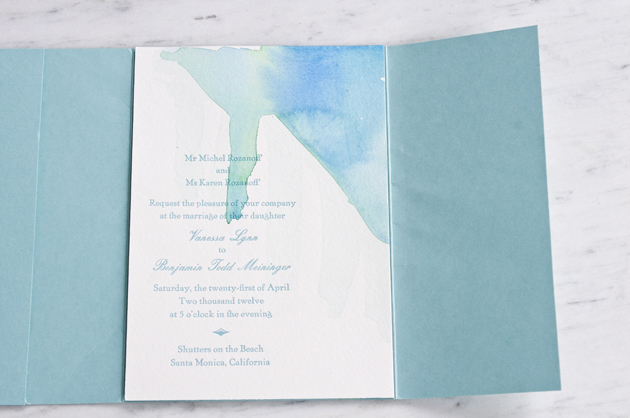 Mr Michel Rozanoff
and
Ms Karen Rozanoff
Request the pleasure of your company
at the marriage of their daughter
Vanessa Lynn
to
Benjamin Todd Meininger
Saturday, the twenty-first of April
Two thousand twelve
at 5 o'clock in the evening
Shutters on the Beach
Santa Monica, California